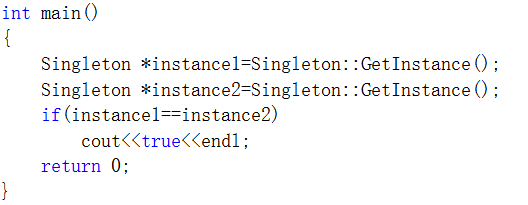 int main()
{
    Singleton *instance1=Singleton::GetInstance();
    Singleton *instance2=Singleton::GetInstance();
    if(instance1==instance2)
        cout<<true<<endl;
    return 0;
}